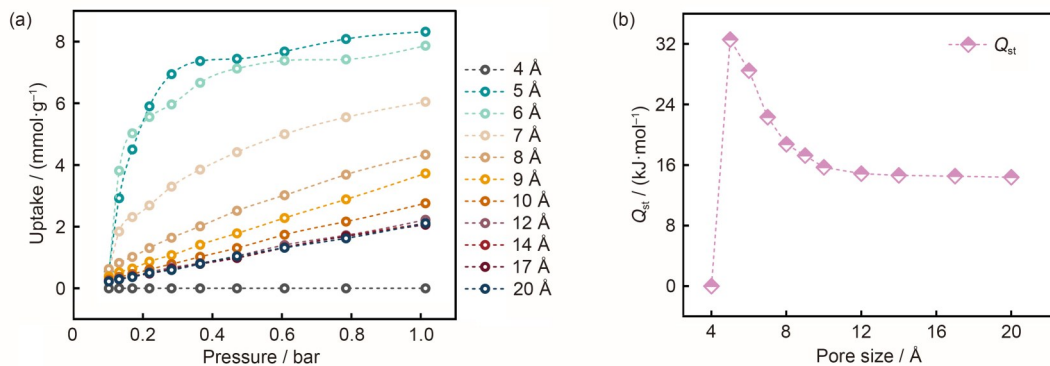 (a)
Uptake / (mmol·g⁻¹)
8
6
4
2
0
0.0 0.2 0.4 0.6 0.8 1.0
Pressure / bar
4 Å
5 Å
6 Å
7 Å
8 Å
9 Å
10 Å
12 Å
14 Å
17 Å
20 Å
(b)
Qst / (kJ·mol⁻¹)
32
24
16
8
0
4 8 12 16 20
Pore size / Å
Qst